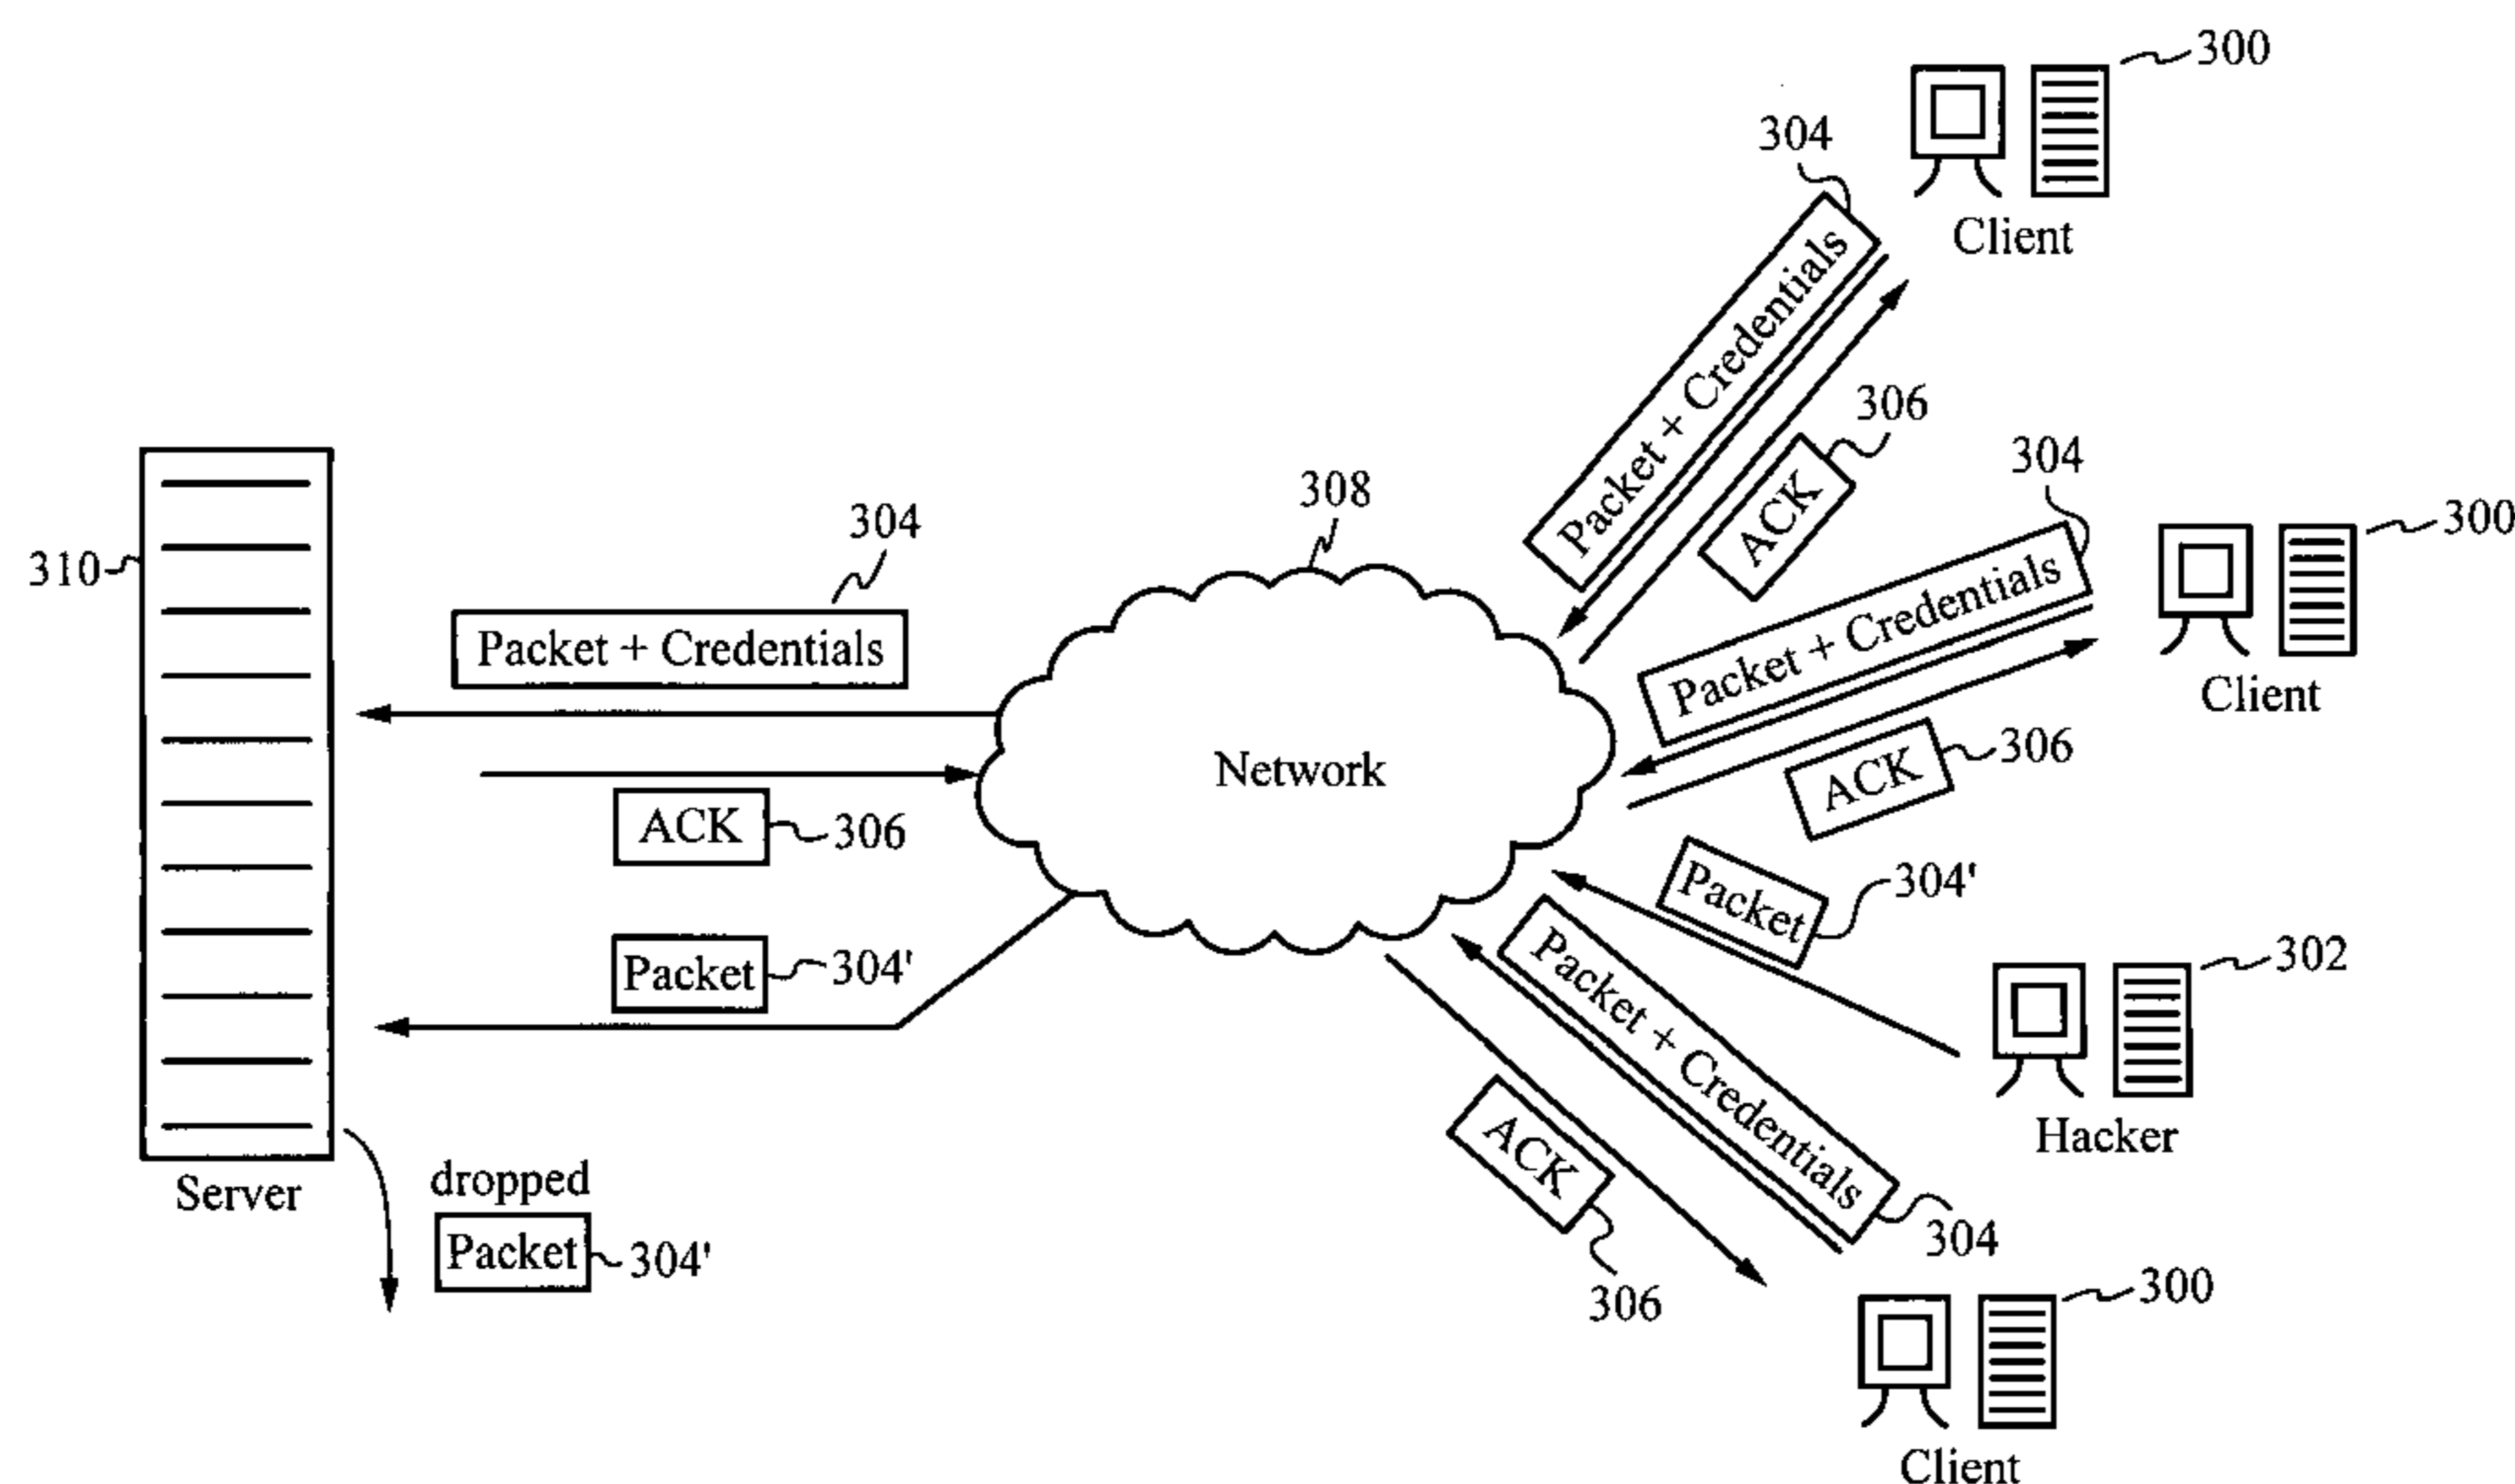 300
304
Client
Packet + Credentials
306
ACK
304
300
Packet + Credentials
Client
306
ACK
308
304
310
Packet + Credentials
Network
ACK
306
Packet
304'
302
Hacker
Packet
304'
Packet + Credentials
304
ACK
306
300
Client
Server
dropped
Packet
304'